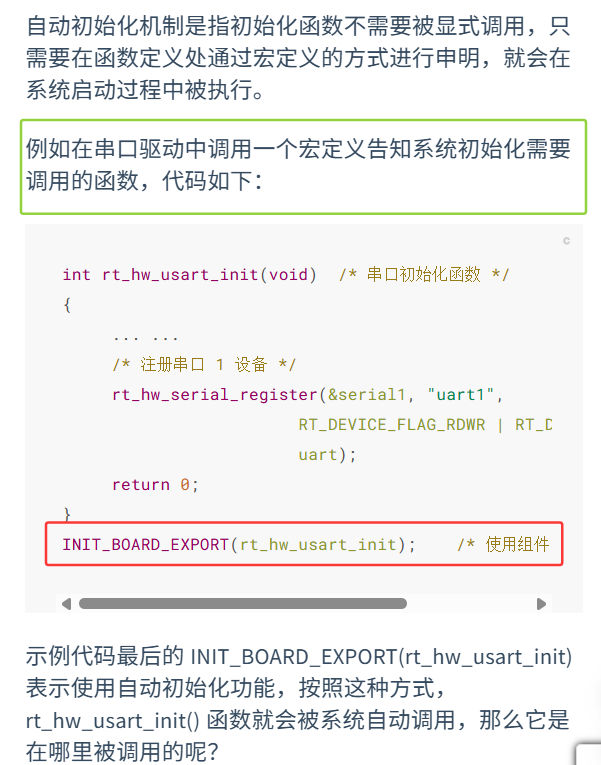 自动初始化机制是指初始化函数不需要被显式调用，只
需要在函数定义处通过宏定义的方式进行申明，就会在
系统启动过程中被执行。
例如在串口驱动中调用一个宏定义告知系统初始化需要
调用的函数，代码如下：
c
int rt_hw_usart_init(void)  /* 串口初始化函数 */
{
     ... ...
     /* 注册串口 1 设备 */
     rt_hw_serial_register(&serial1, "uart1",
                           RT_DEVICE_FLAG_RDWR | RT_D
                           uart);
     return 0;
}
INIT_BOARD_EXPORT(rt_hw_usart_init);    /* 使用组件
示例代码最后的 INIT_BOARD_EXPORT(rt_hw_usart_init)
表示使用自动初始化功能，按照这种方式，
rt_hw_usart_init() 函数就会被系统自动调用，那么它是
在哪里被调用的呢？